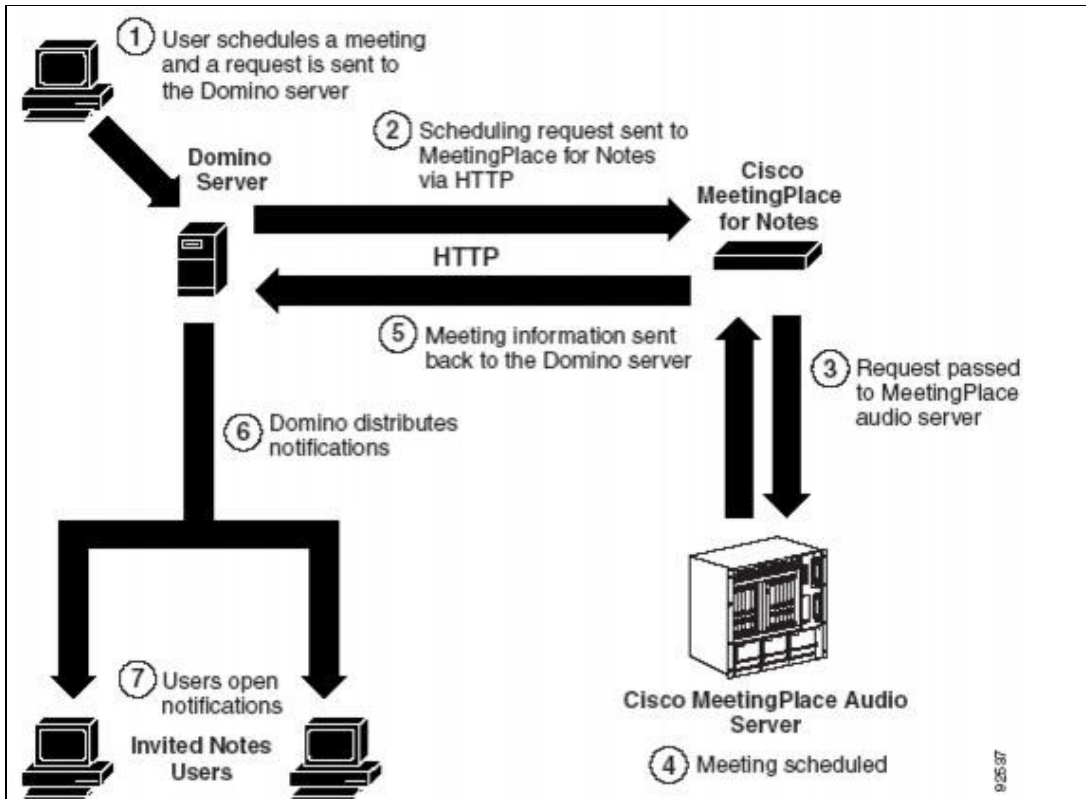 1 User schedules a meeting
and a request is sent to
the Domino server
2 Scheduling request sent to
MeetingPlace for Notes
via HTTP
Domino
Server
Cisco
MeetingPlace
for Notes
HTTP
5 Meeting information sent
back to the Domino server
3 Request passed
to MeetingPlace
audio server
6 Domino distributes
notifications
7 Users open
notifications
Invited Notes
Users
Cisco MeetingPlace Audio
Server
4 Meeting scheduled
92537